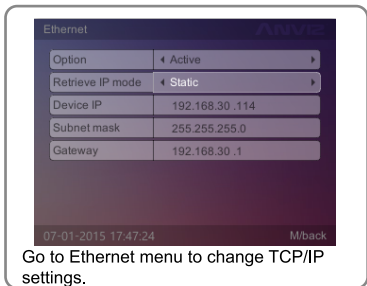 Ethernet
ANVIZ
Option Active
Retrieve IP mode Static
Device IP 192.168.30 .114
Subnet mask 255.255.255.0
Gateway 192.168.30 .1
07-01-2015 17:47:24 M/back
Go to Ethernet menu to change TCP/IP
settings.